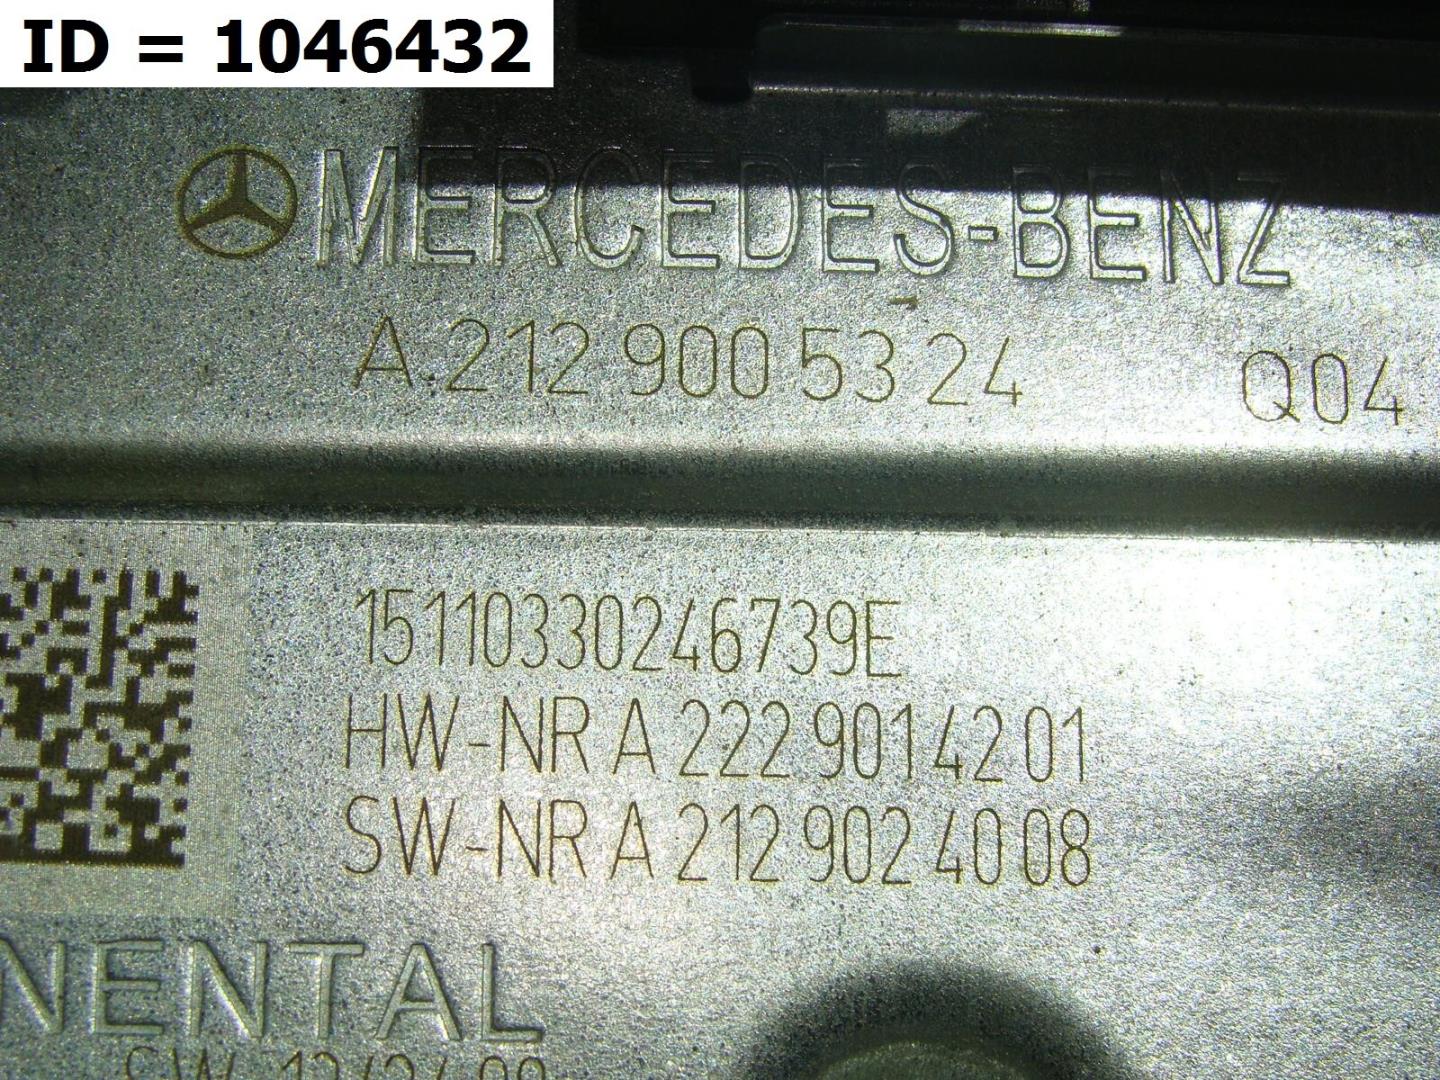 ID = 1046432
MERCEDES-BENZ
A 212 900 53 24 Q04
15110330246739E
HW-NR A 222 901 42 01
SW-NR A 212 902 40 08
NENTAL